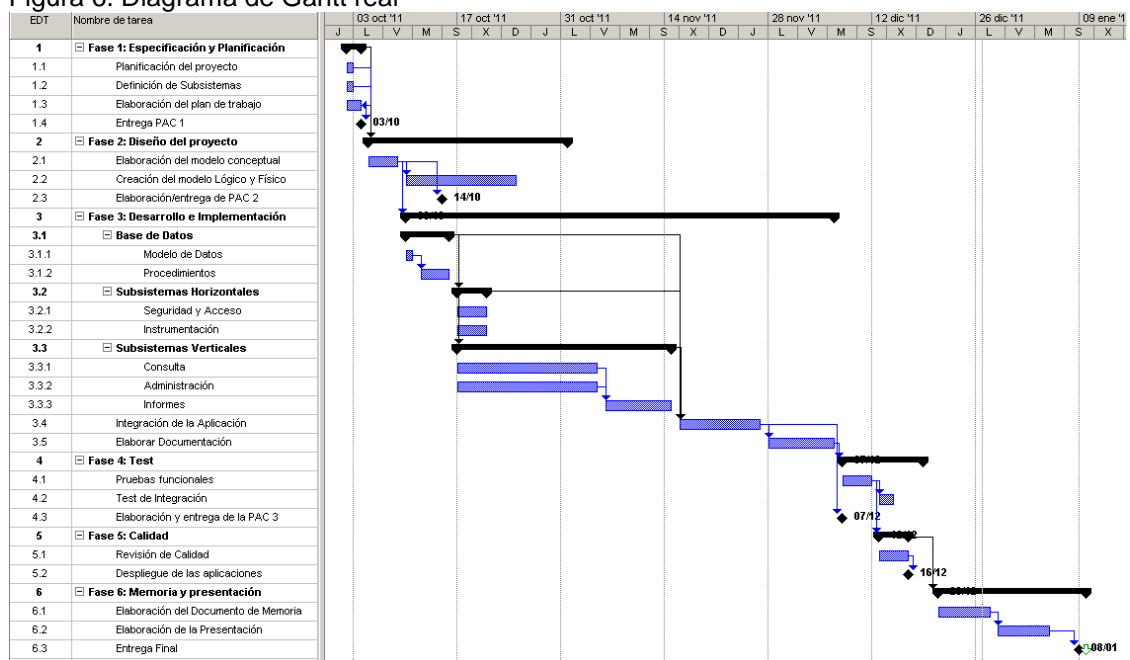 Figura 6. Diagrama de Gantt real
EDT Nombre de tarea 03 oct '11 17 oct '11 31 oct '11 14 nov '11 28 nov '11 12 dic '11 26 dic '11 09 ene '1
J L V M S X D J L V M S X D J L V M S X D J L V M S X
1 Fase 1: Especificación y Planificación
1.1 Planificación del proyecto
1.2 Definición de Subsistemas
1.3 Elaboración del plan de trabajo
1.4 Entrega PAC 1 03/10
2 Fase 2: Diseño del proyecto
2.1 Elaboración del modelo conceptual
2.2 Creación del modelo Lógico y Físico
2.3 Elaboración/entrega de PAC 2 14/10
3 Fase 3: Desarrollo e Implementación
3.1 Base de Datos
3.1.1 Modelo de Datos
3.1.2 Procedimientos
3.2 Subsistemas Horizontales
3.2.1 Seguridad y Acceso
3.2.2 Instrumentación
3.3 Subsistemas Verticales
3.3.1 Consulta
3.3.2 Administración
3.3.3 Informes
3.4 Integración de la Aplicación
3.5 Elaborar Documentación
4 Fase 4: Test 07/12
4.1 Pruebas funcionales
4.2 Test de Integración
4.3 Elaboración y entrega de la PAC 3 07/12
5 Fase 5: Calidad
5.1 Revisión de Calidad
5.2 Despliegue de las aplicaciones 16/12
6 Fase 6: Memoria y presentación
6.1 Elaboración del Documento de Memoria
6.2 Elaboración de la Presentación
6.3 Entrega Final 08/01